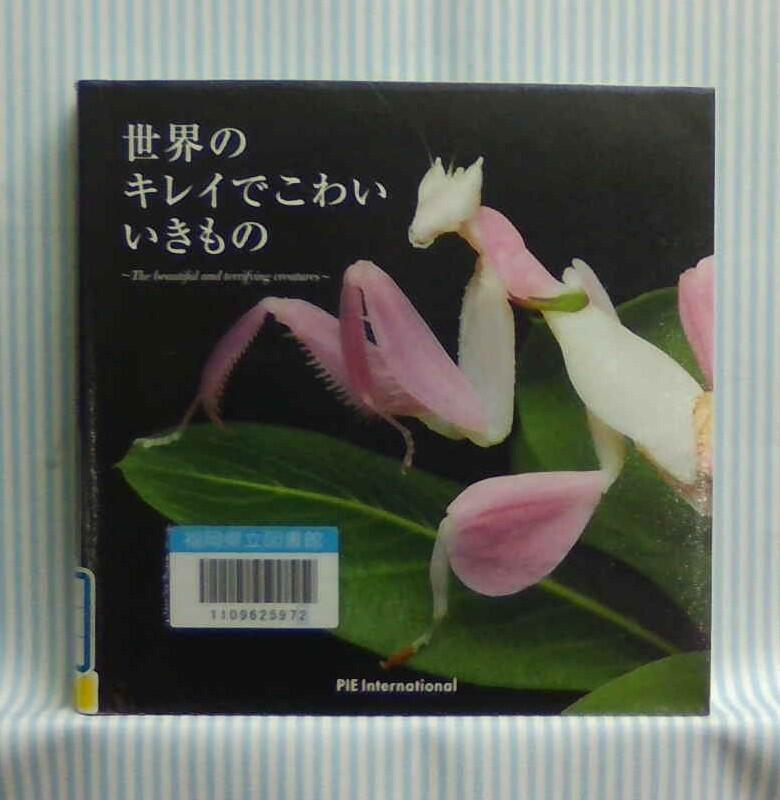 世界の
キレイでこわい
いきもの
~The beautiful and terrifying creatures~
福岡県立図書館
1109625972
PIE International